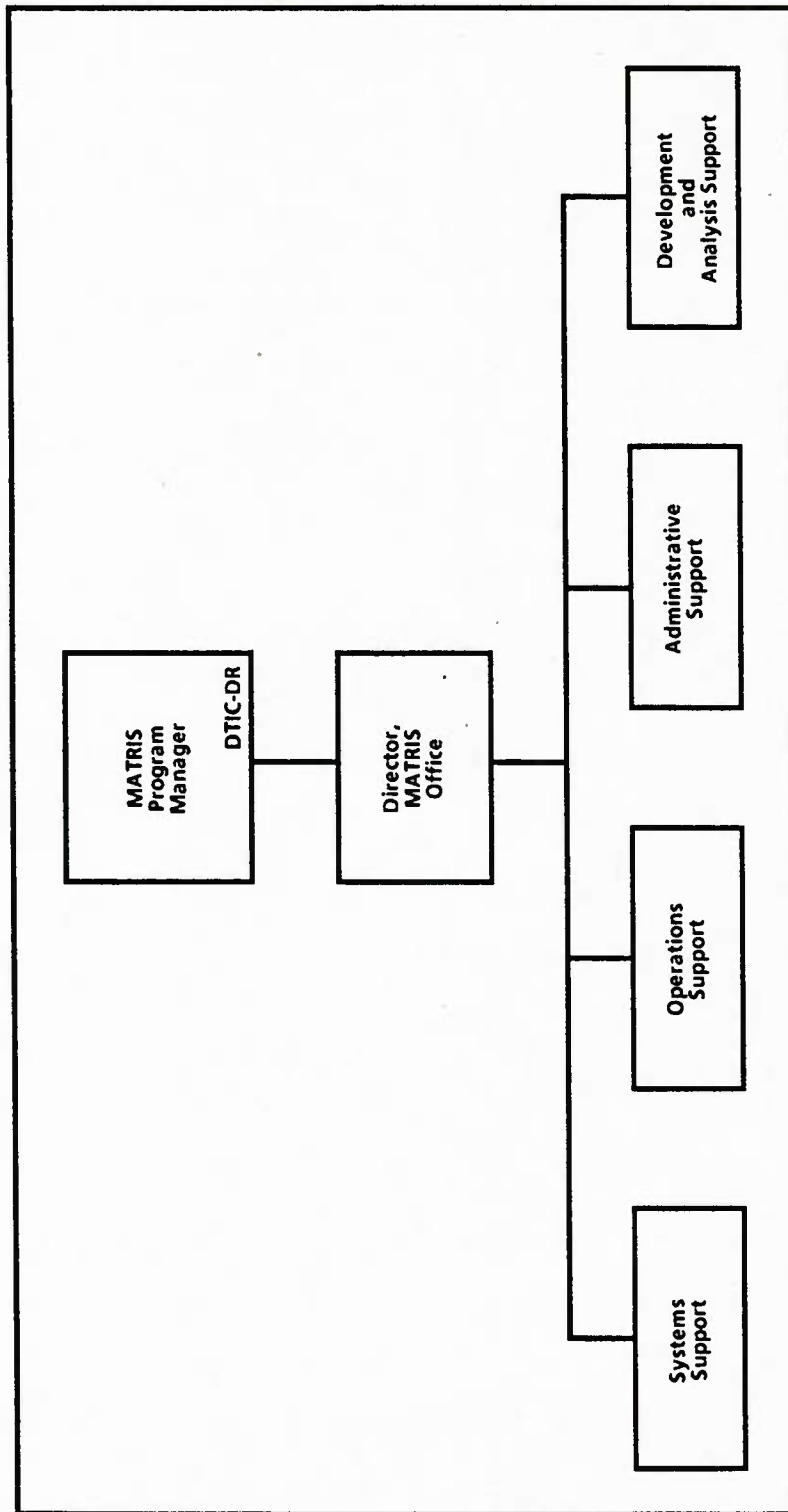 MATRIS
Program
Manager
DTIC-DR
Director,
MATRIS
Office
Systems
Support
Operations
Support
Administrative
Support
Development
and
Analysis Support